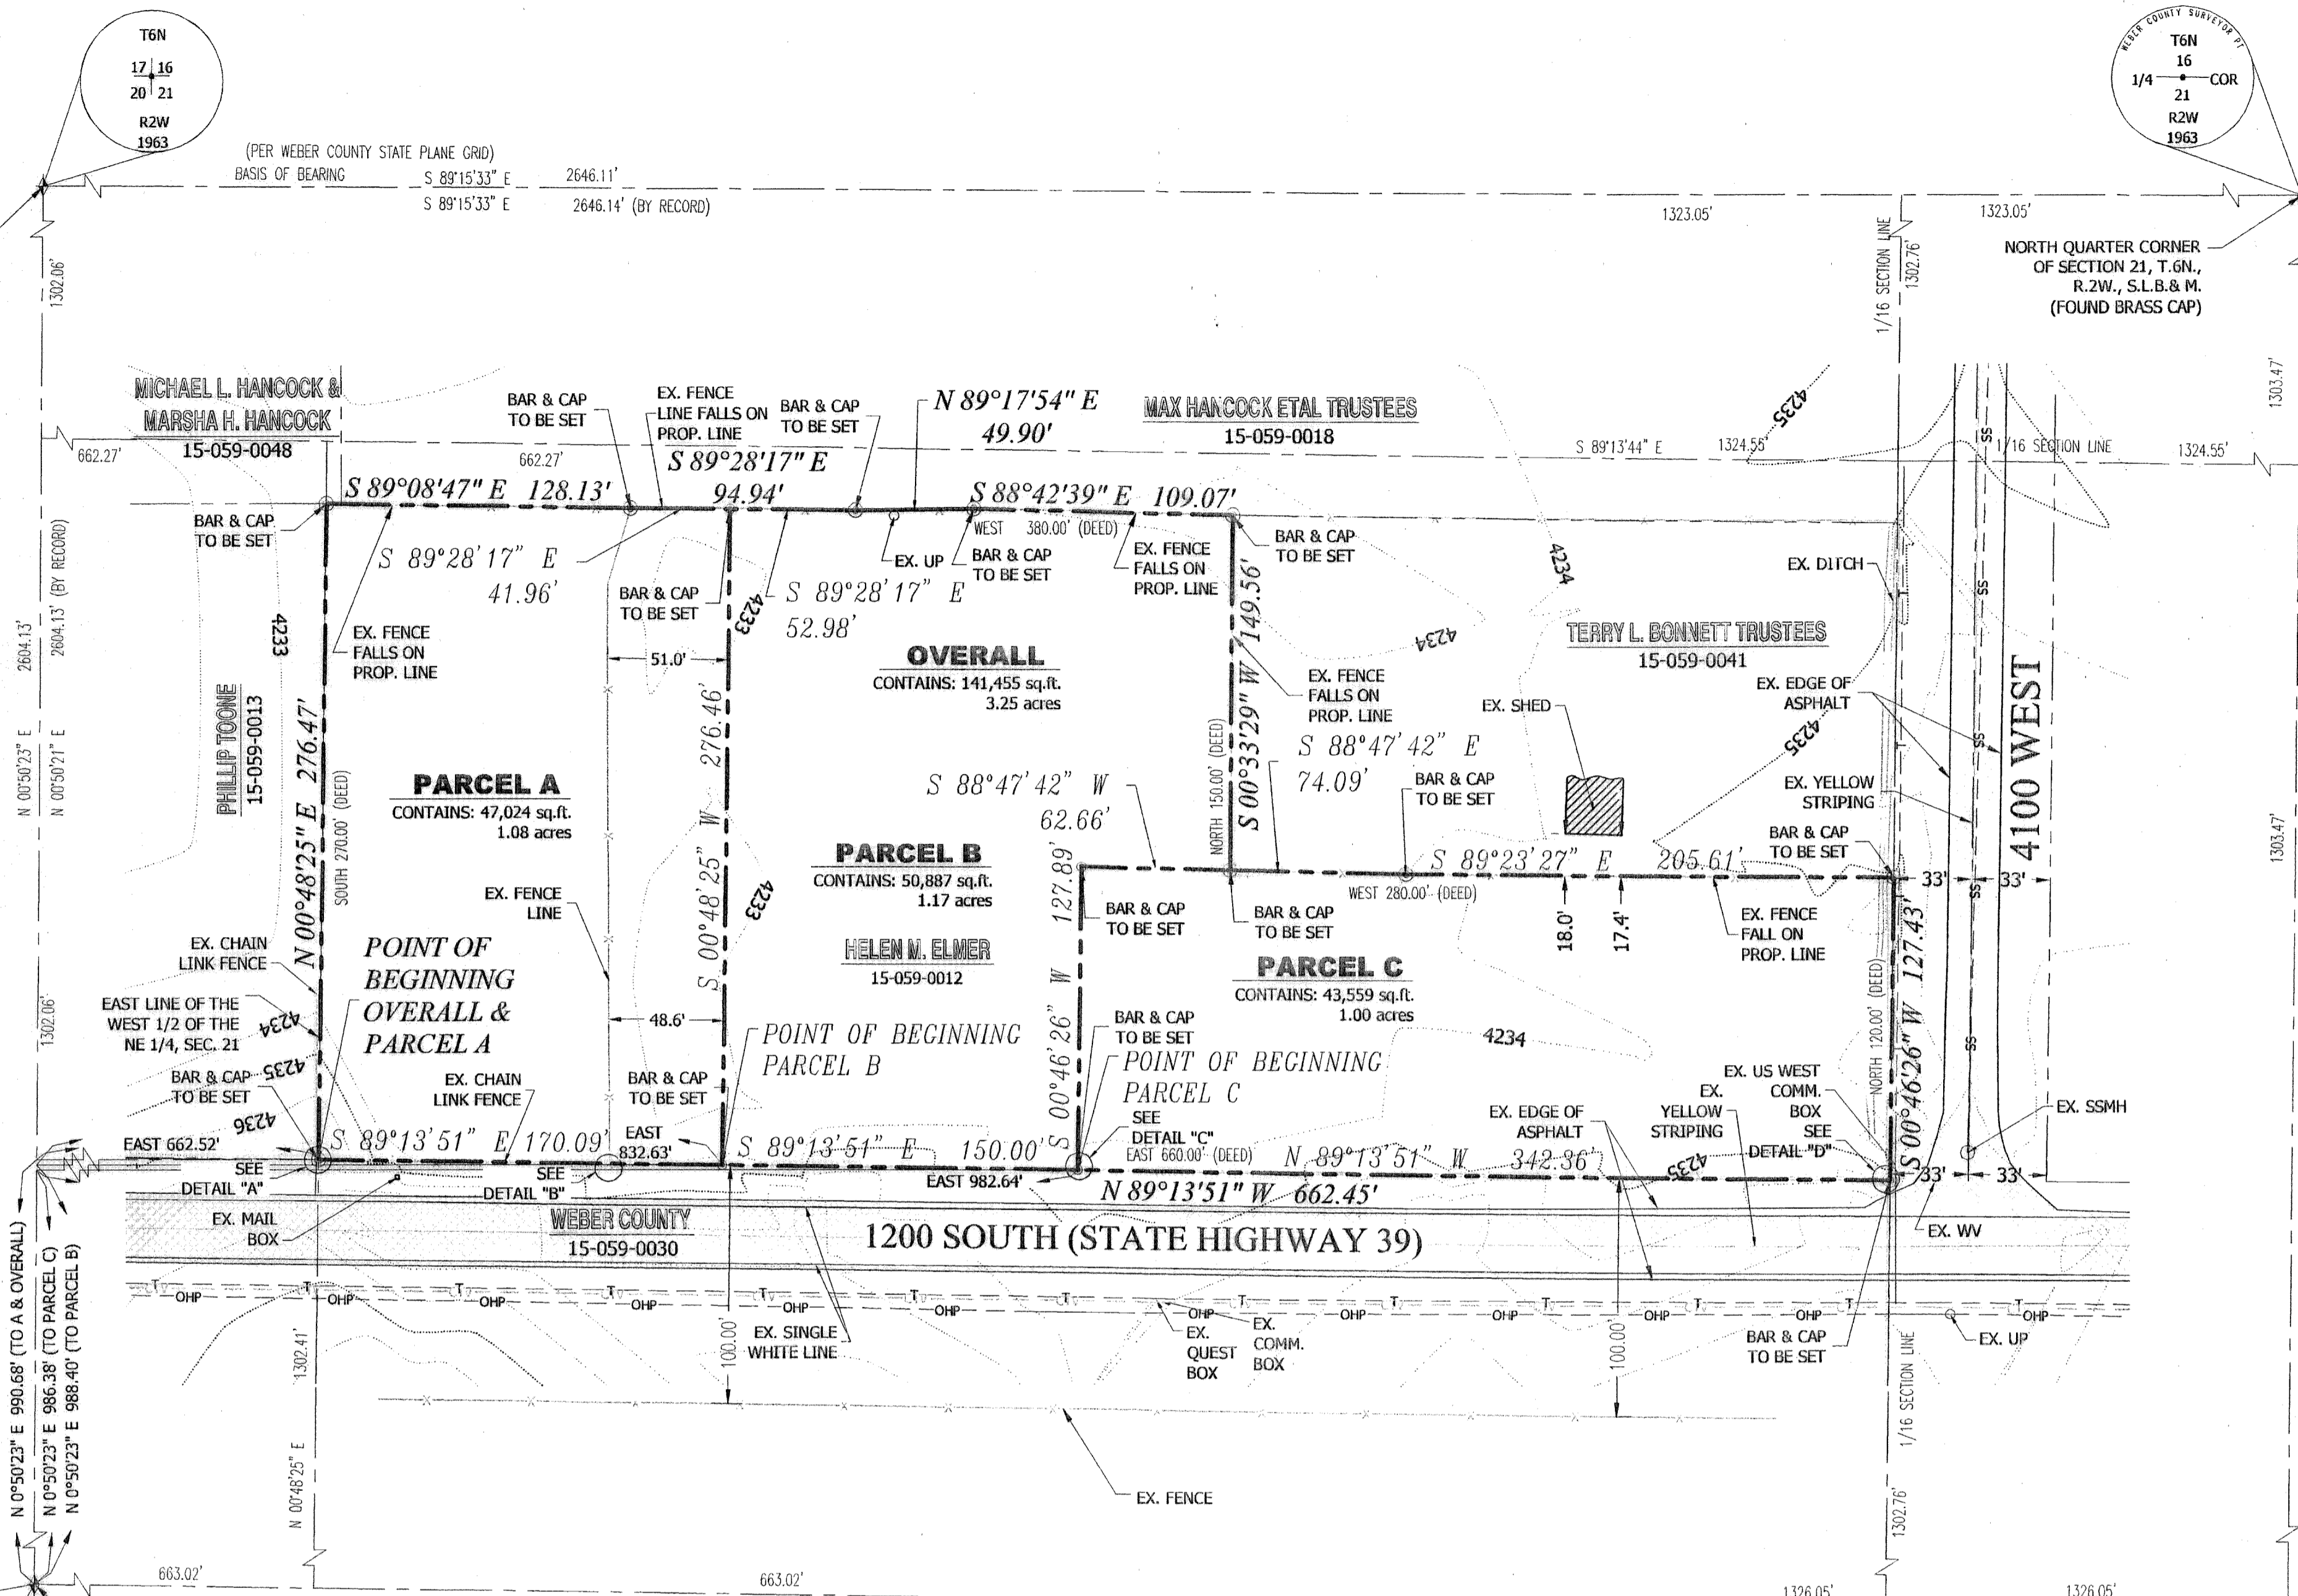 T6N
17 16
20 21
R2W
1963
WEBER COUNTY SURVEYOR PT
T6N
16
1/4 COR
21
R2W
1963
(PER WEBER COUNTY STATE PLANE GRID)
BASIS OF BEARING S 89°15'33" E 2646.11'
S 89°15'33" E 2646.14' (BY RECORD)
1323.05'
1323.05'
1302.06'
1/16 SECTION LINE
1302.76'
NORTH QUARTER CORNER
OF SECTION 21, T.6N.,
R.2W., S.L.B.& M.
(FOUND BRASS CAP)
1303.47'
MICHAEL L. HANCOCK &
MARSHA H. HANCOCK
15-059-0048
BAR & CAP
TO BE SET
EX. FENCE
LINE FALLS ON
PROP. LINE
BAR & CAP
TO BE SET
N 89°17'54" E
49.90'
MAX HANCOCK ETAL TRUSTEES
15-059-0018
4235
SS
662.27'
662.27'
S 89°13'44" E 1324.55'
1/16 SECTION LINE
1324.55'
S 89°28'17" E
94.94'
S 89°08'47" E 128.13'
S 88°42'39" E 109.07'
WEST 380.00' (DEED)
BAR & CAP
TO BE SET
S 89°28'17" E
41.96'
BAR & CAP
TO BE SET
4233
S 89°28'17" E
52.98'
EX. UP
BAR & CAP
TO BE SET
EX. FENCE
FALLS ON
PROP. LINE
BAR & CAP
TO BE SET
4234
EX. DITCH
SS
N 00°50'23" E 2604.13'
N 00°50'21" E 2604.13' (BY RECORD)
4233
EX. FENCE
FALLS ON
PROP. LINE
51.0'
OVERALL
CONTAINS: 141,455 sq.ft.
3.25 acres
S 00°33'29" W 149.56'
NORTH 150.00' (DEED)
4234
TERRY L. BONNETT TRUSTEES
15-059-0041
EX. FENCE
FALLS ON
PROP. LINE
EX. SHED
EX. EDGE OF
ASPHALT
4235
SS
4100 WEST
PHILLIP TOONE
15-059-0013
N 00°48'25" E 276.47'
SOUTH 270.00' (DEED)
PARCEL A
CONTAINS: 47,024 sq.ft.
1.08 acres
S 00°48'25" W 276.46'
S 88°47'42" E
74.09'
S 88°47'42" W
62.66'
BAR & CAP
TO BE SET
EX. YELLOW
STRIPING
BAR & CAP
TO BE SET
1303.47'
PARCEL B
CONTAINS: 50,887 sq.ft.
1.17 acres
4233
S 89°23'27" E 205.61'
WEST 280.00' (DEED)
33' 33'
SS
EX. FENCE
LINE
S 00°46'26" W 127.89'
BAR & CAP
TO BE SET
BAR & CAP
TO BE SET
18.0'
17.4'
EX. FENCE
FALL ON
PROP. LINE
EX. CHAIN
LINK FENCE
POINT OF
BEGINNING
OVERALL &
PARCEL A
HELEN M. ELMER
15-059-0012
PARCEL C
CONTAINS: 43,559 sq.ft.
1.00 acres
NORTH 120.00' (DEED)
S 00°46'26" W 127.43'
EAST LINE OF THE
WEST 1/2 OF THE
NE 1/4, SEC. 21
1302.06'
4234
48.6'
POINT OF BEGINNING
PARCEL B
BAR & CAP
TO BE SET
4234
SS
4235
BAR & CAP
TO BE SET
EX. CHAIN
LINK FENCE
BAR & CAP
TO BE SET
POINT OF BEGINNING
PARCEL C
SEE
DETAIL "C"
EX. EDGE OF
ASPHALT
EX.
YELLOW
STRIPING
EX. US WEST
COMM.
BOX
SEE
DETAIL "D"
EX. SSMH
4236
EAST 662.52'
S 89°13'51" E 170.09'
EAST
832.63'
S 89°13'51" E 150.00'
EAST 660.00' (DEED)
N 89°13'51" W 342.36'
4235
SEE
DETAIL "A"
SEE
DETAIL "B"
EAST 982.64'
N 89°13'51" W 662.45'
33' 33'
EX. MAIL
BOX
WEBER COUNTY
15-059-0030
1200 SOUTH (STATE HIGHWAY 39)
EX. WV
T T T T T T T T T T T T T
OHP OHP OHP OHP OHP OHP OHP OHP OHP OHP OHP OHP OHP
EX. SINGLE
WHITE LINE
100.00'
EX.
QUEST
BOX
EX.
COMM.
BOX
100.00'
BAR & CAP
TO BE SET
EX. UP
N 0°50'23" E 990.68' (TO A & OVERALL)
N 0°50'23" E 986.38' (TO PARCEL C)
N 0°50'23" E 988.40' (TO PARCEL B)
1302.41'
N 00°48'25" E
1/16 SECTION LINE
1302.76'
EX. FENCE
663.02'
663.02'
1326.05'
1326.05'